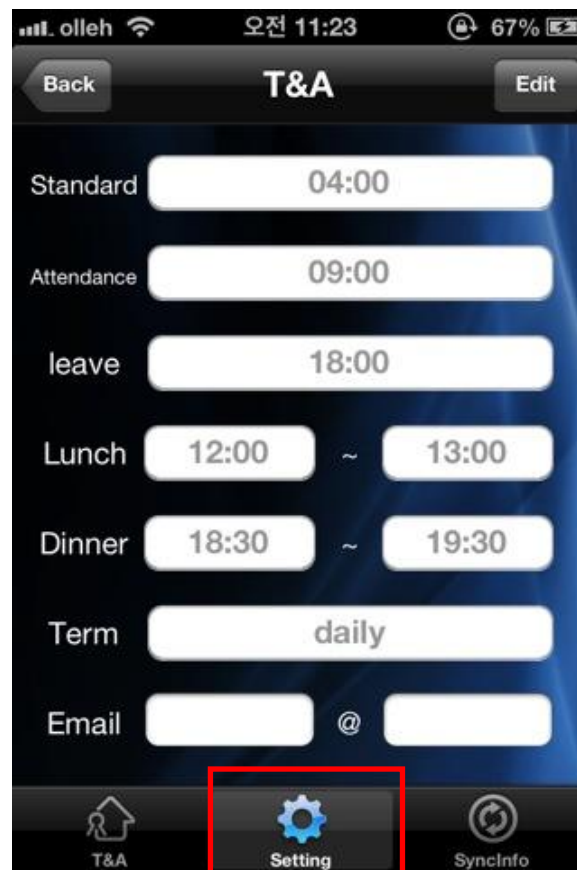 olleh 오전 11:23 67%
Back T&A Edit
Standard 04:00
Attendance 09:00
leave 18:00
Lunch 12:00 ~ 13:00
Dinner 18:30 ~ 19:30
Term daily
Email @
T&A Setting SyncInfo